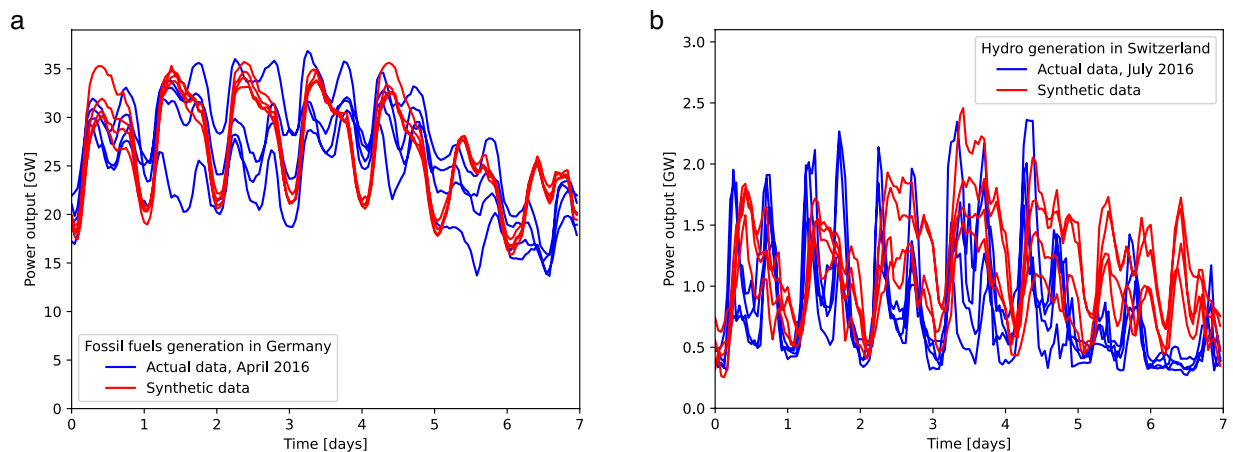 a
Power output [GW]
0
5
10
15
20
25
30
35
0 1 2 3 4 5 6 7
Time [days]
Fossil fuels generation in Germany
Actual data, April 2016
Synthetic data
b
Power output [GW]
0.0
0.5
1.0
1.5
2.0
2.5
3.0
0 1 2 3 4 5 6 7
Time [days]
Hydro generation in Switzerland
Actual data, July 2016
Synthetic data